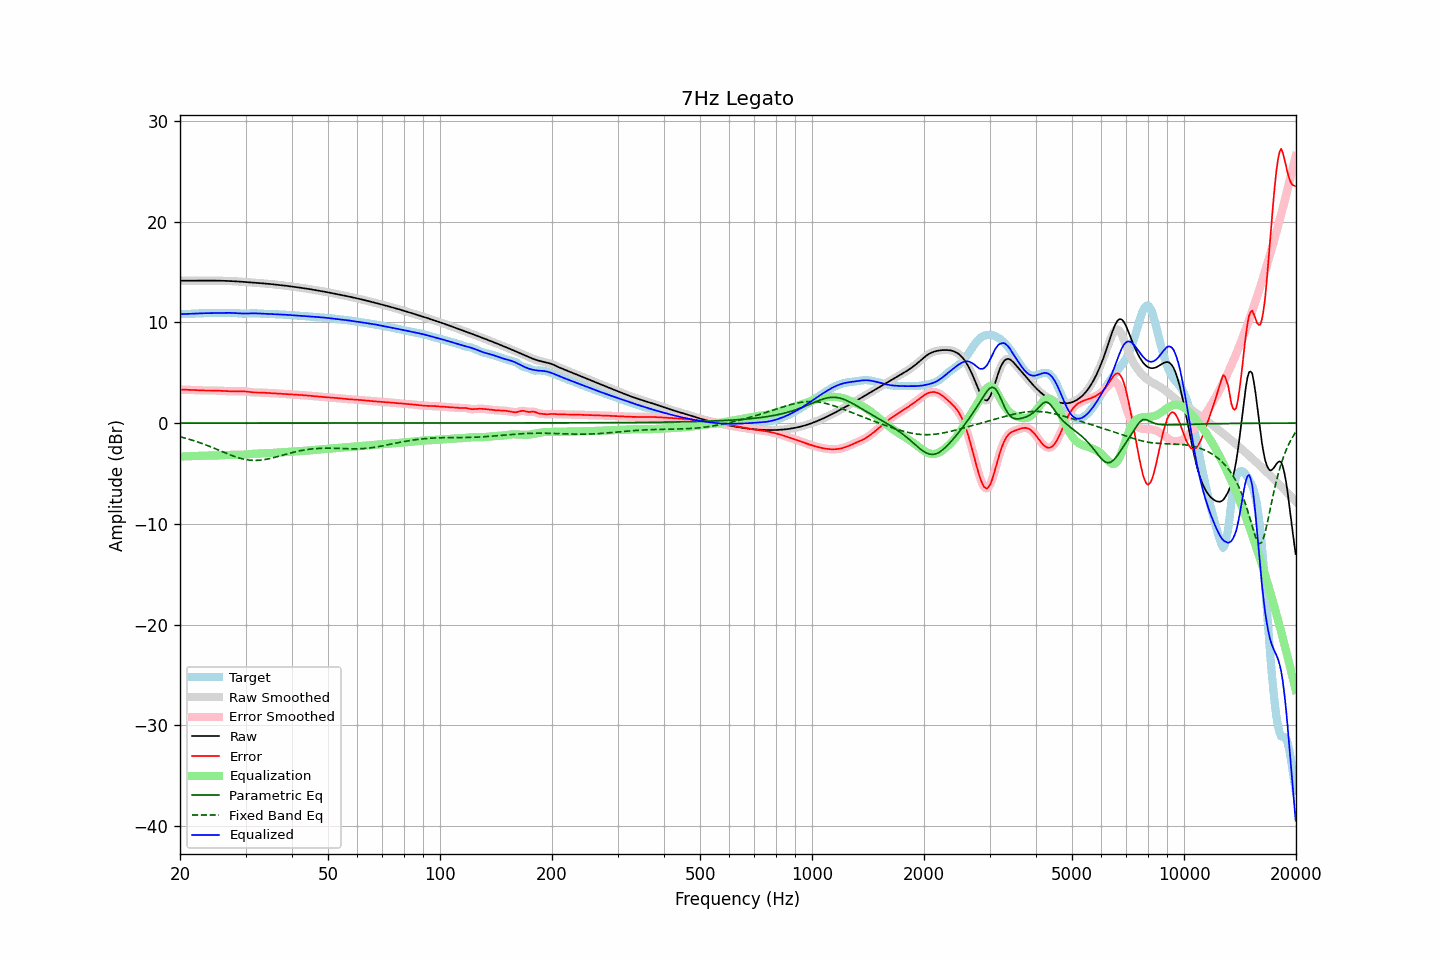 7Hz Legato
30
20
10
0
−10
−20
−30
−40
Amplitude (dBr)
Target
Raw Smoothed
Error Smoothed
Raw
Error
Equalization
Parametric Eq
Fixed Band Eq
Equalized
20 50 100 200 500 1000 2000 5000 10000 20000
Frequency (Hz)